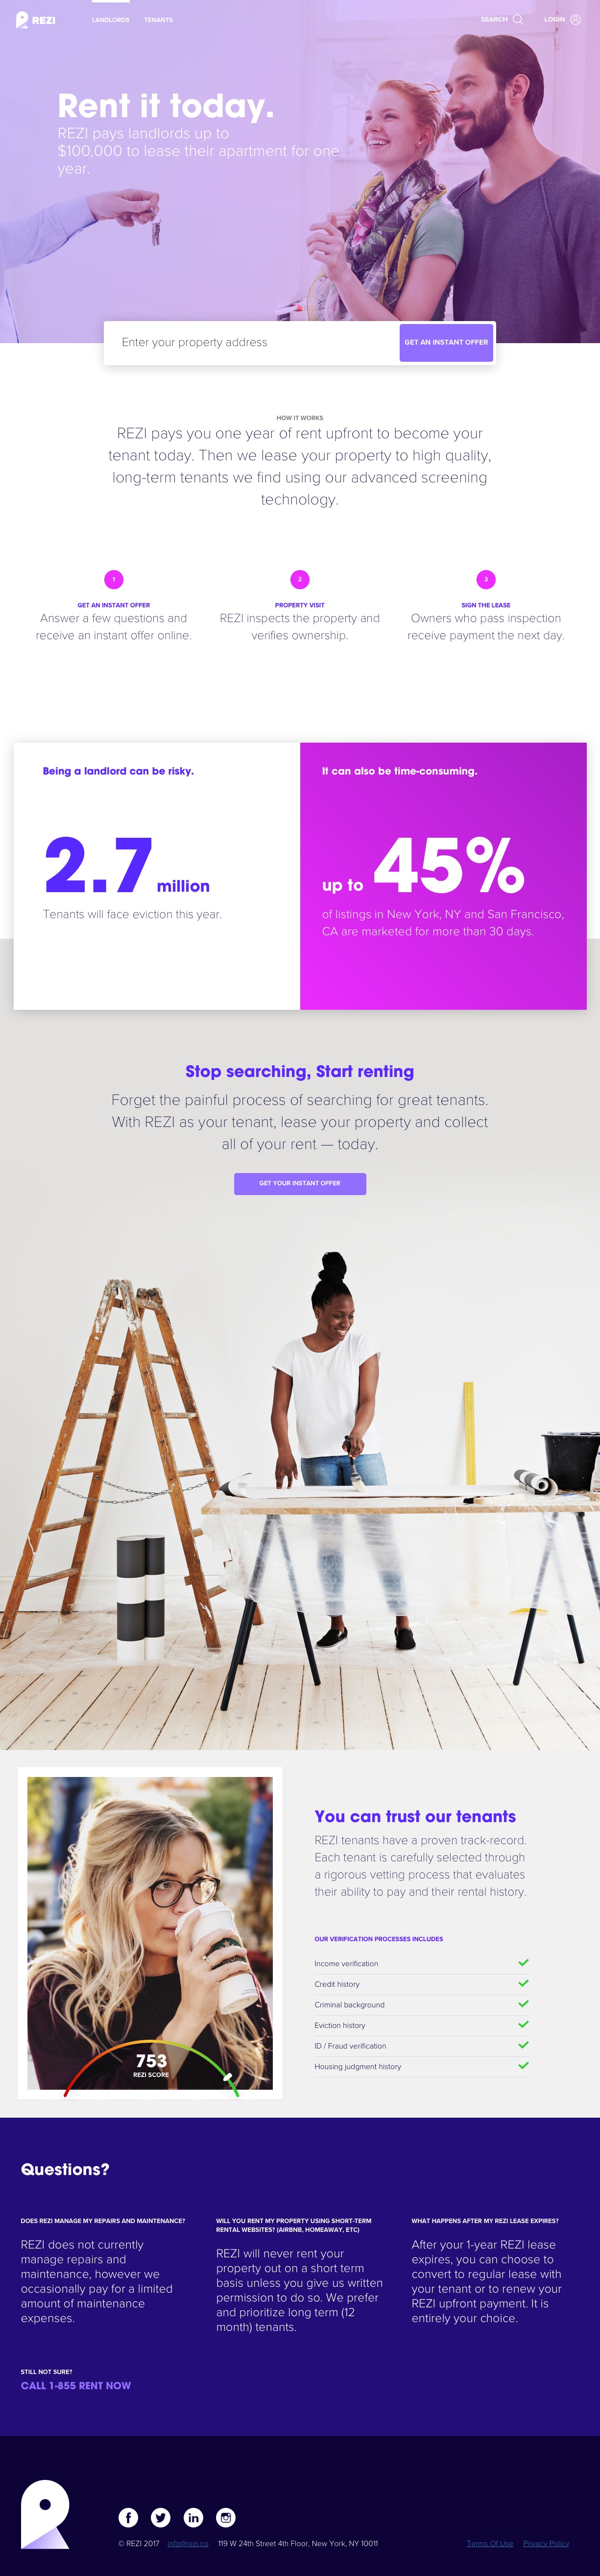 REZI
LANDLORDS
TENANTS
SEARCH
LOGIN
Rent it today.
REZI pays landlords up to
$100,000 to lease their apartment for one
year.
Enter your property address
GET AN INSTANT OFFER
HOW IT WORKS
REZI pays you one year of rent upfront to become your
tenant today. Then we lease your property to high quality,
long-term tenants we find using our advanced screening
technology.
1
GET AN INSTANT OFFER
Answer a few questions and
receive an instant offer online.
2
PROPERTY VISIT
REZI inspects the property and
verifies ownership.
3
SIGN THE LEASE
Owners who pass inspection
receive payment the next day.
Being a landlord can be risky.
2.7 million
Tenants will face eviction this year.
It can also be time-consuming.
up to 45%
of listings in New York, NY and San Francisco,
CA are marketed for more than 30 days.
Stop searching, Start renting
Forget the painful process of searching for great tenants.
With REZI as your tenant, lease your property and collect
all of your rent — today.
GET YOUR INSTANT OFFER
753
REZI SCORE
You can trust our tenants
REZI tenants have a proven track-record.
Each tenant is carefully selected through
a rigorous vetting process that evaluates
their ability to pay and their rental history.
OUR VERIFICATION PROCESSES INCLUDES
Income verification
Credit history
Criminal background
Eviction history
ID / Fraud verification
Housing judgment history
Questions?
DOES REZI MANAGE MY REPAIRS AND MAINTENANCE?
REZI does not currently
manage repairs and
maintenance, however we
occasionally pay for a limited
amount of maintenance
expenses.
WILL YOU RENT MY PROPERTY USING SHORT-TERM
RENTAL WEBSITES? (AIRBNB, HOMEAWAY, ETC)
REZI will never rent your
property out on a short term
basis unless you give us written
permission to do so. We prefer
and prioritize long term (12
month) tenants.
WHAT HAPPENS AFTER MY REZI LEASE EXPIRES?
After your 1-year REZI lease
expires, you can choose to
convert to regular lease with
your tenant or to renew your
REZI upfront payment. It is
entirely your choice.
STILL NOT SURE?
CALL 1-855 RENT NOW
© REZI 2017 info@rezi.co 119 W 24th Street 4th Floor, New York, NY 10011
Terms Of Use Privacy Policy